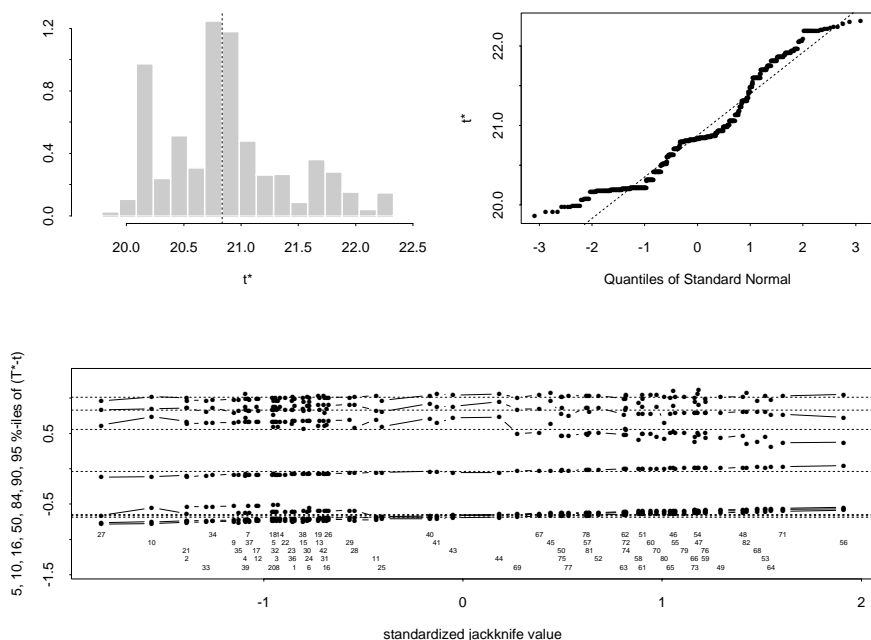 1.2
0.8
0.4
0.0
20.0 20.5 21.0 21.5 22.0 22.5
t*
t*
22.0
21.0
20.0
-3 -2 -1 0 1 2 3
Quantiles of Standard Normal
5, 10, 16, 50, 84, 90, 95 %-iles of (T*-t)
0.5
-0.5
-1.5
27 34 7 1814 38 19 26 40 67 78 62 51 46 54 48 71
10 9 37 5 22 15 13 29 41 45 57 72 94 55 47 82 56
21 35 17 32 23 30 42 28 43 50 81 74 70 79 76 68
2 4 12 3 36 24 31 11 44 75 52 58 80 66 59 53
33 39 208 1 6 16 25 69 77 63 61 65 73 49 64
-1 0 1 2
standardized jackknife value